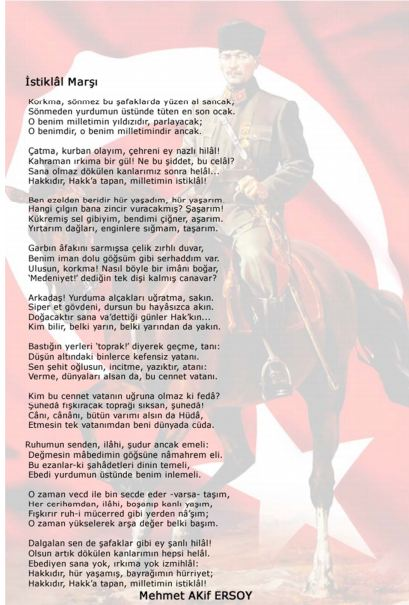 İstiklâl Marşı
Korkma, sönmez bu şafaklarda yüzen al sancak;
Sönmeden yurdumun üstünde tüten en son ocak.
O benim milletimin yıldızıdır, parlayacak;
O benimdir, o benim milletimindir ancak.
Çatma, kurban olayım, çehreni ey nazlı hilâl!
Kahraman ırkıma bir gül! Ne bu şiddet, bu celâl?
Sana olmaz dökülen kanlarımız sonra helâl...
Hakkıdır, Hakk'a tapan, milletimin istiklâl!
Ben ezelden beridir hür yaşadım, hür yaşarım.
Hangi çılgın bana zincir vuracakmış? Şaşarım!
Kükremiş sel gibiyim, bendimi çiğner, aşarım.
Yırtarım dağları, enginlere sığmam, taşarım.
Garbın âfakını sarmışsa çelik zırhlı duvar,
Benim iman dolu göğsüm gibi serhaddim var.
Ulusun, korkma! Nasıl böyle bir imânı boğar,
'Medeniyet!' dediğin tek dişi kalmış canavar?
Arkadaş! Yurduma alçakları uğratma, sakın.
Siper et gövdeni, dursun bu hayâsızca akın.
Doğacaktır sana va'dettiği günler Hak'kın...
Kim bilir, belki yarın, belki yarından da yakın.
Bastığın yerleri 'toprak!' diyerek geçme, tanı:
Düşün altındaki binlerce kefensiz yatanı.
Sen şehit oğlusun, incitme, yazıktır, atanı:
Verme, dünyaları alsan da, bu cennet vatanı.
Kim bu cennet vatanın uğruna olmaz ki fedâ?
Şuhedâ fışkıracak toprağı sıksan, şuhedâ!
Cânı, cânânı, bütün varımı alsın da Hüdâ,
Etmesin tek vatanımdan beni dünyada cüda.
Ruhumun senden, ilâhi, şudur ancak emeli:
Değmesin mâbedimin göğsüne nâmahrem eli.
Bu ezanlar-ki şahâdetleri dinin temeli,
Ebedi yurdumun üstünde benim inlemeli.
O zaman vecd ile bin secde eder -varsa- taşım,
Her cerihamdan, ilâhi, boşanıp kanlı yaşım,
Fışkırır ruh-i mücerred gibi yerden nâ'şım;
O zaman yükselerek arşa değer belki başım.
Dalgalan sen de şafaklar gibi ey şanlı hilâl!
Olsun artık dökülen kanlarımın hepsi helâl.
Ebediyen sana yok, ırkıma yok izmihlâl:
Hakkıdır, hür yaşamış, bayrağımın hürriyet;
Hakkıdır, Hakk'a tapan, milletimin istiklâl!
Mehmet AKif ERSOY